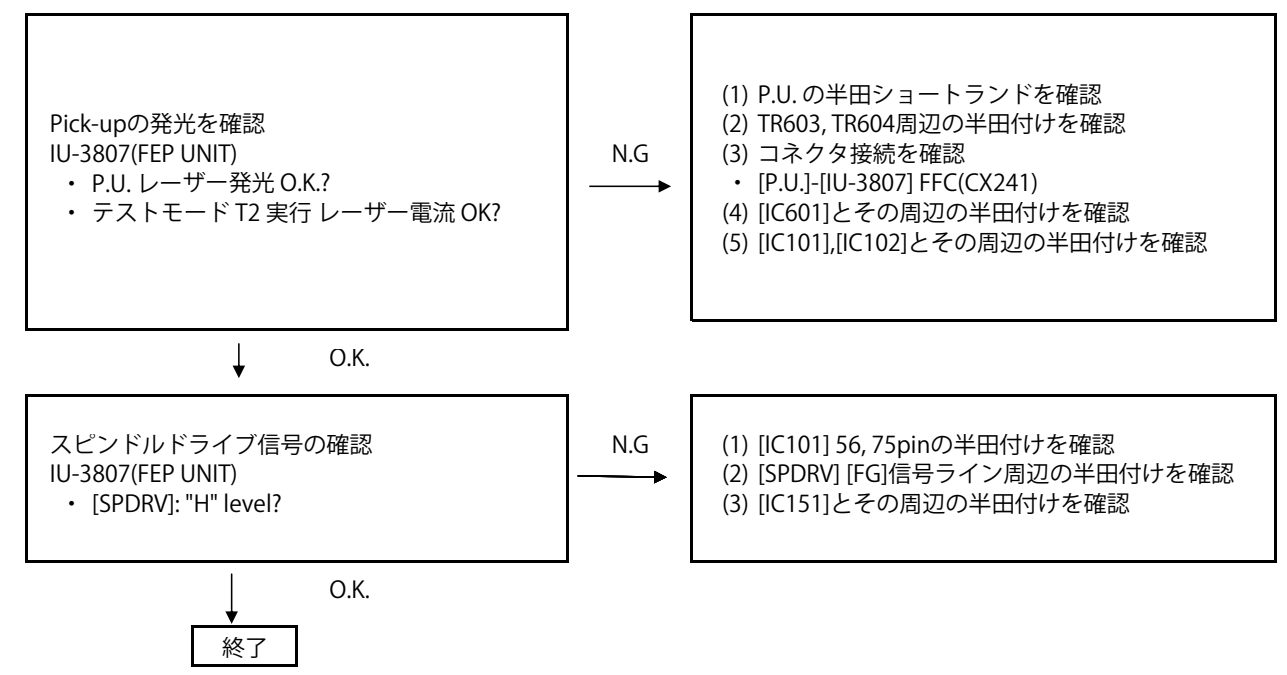 Pick-upの発光を確認
IU-3807(FEP UNIT)
・ P.U. レーザー発光 O.K.?
・ テストモード T2 実行 レーザー電流 OK?
N.G
(1) P.U. の半田ショートランドを確認
(2) TR603, TR604周辺の半田付けを確認
(3) コネクタ接続を確認
・ [P.U.]-[IU-3807] FFC(CX241)
(4) [IC601]とその周辺の半田付けを確認
(5) [IC101],[IC102]とその周辺の半田付けを確認
O.K.
スピンドルドライブ信号の確認
IU-3807(FEP UNIT)
・ [SPDRV]: "H" level?
N.G
(1) [IC101] 56, 75pinの半田付けを確認
(2) [SPDRV] [FG]信号ライン周辺の半田付けを確認
(3) [IC151]とその周辺の半田付けを確認
O.K.
終了